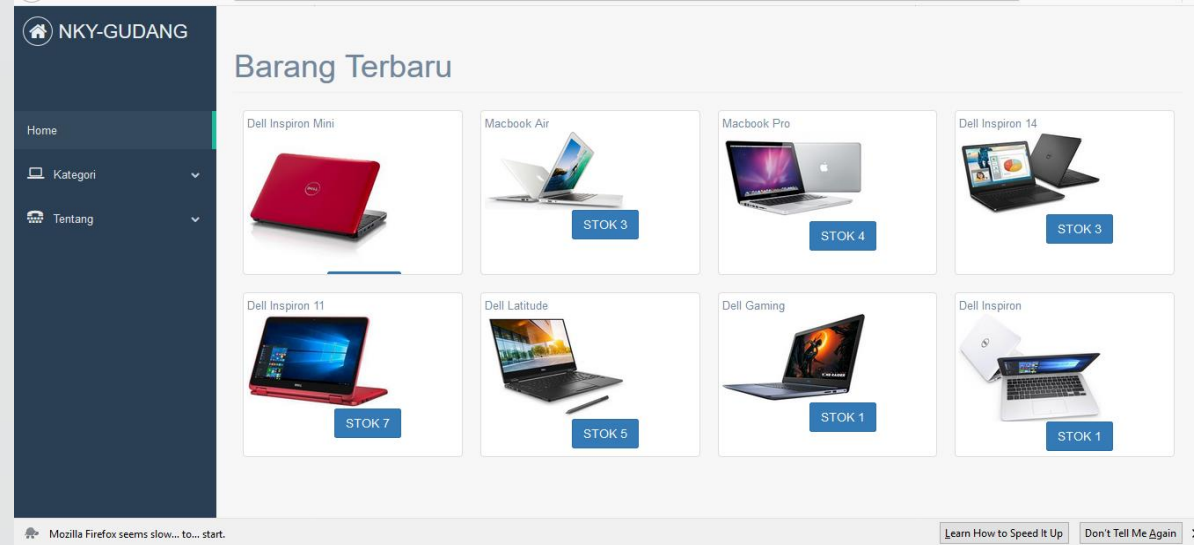 NKY-GUDANG
Barang Terbaru
Home
Kategori
Tentang
Dell Inspiron Mini
Macbook Air
STOK 3
Macbook Pro
STOK 4
Dell Inspiron 14
STOK 3
Dell Inspiron 11
STOK 7
Dell Latitude
STOK 5
Dell Gaming
STOK 1
Dell Inspiron
STOK 1
Mozilla Firefox seems slow... to... start.
Learn How to Speed It Up
Don't Tell Me Again